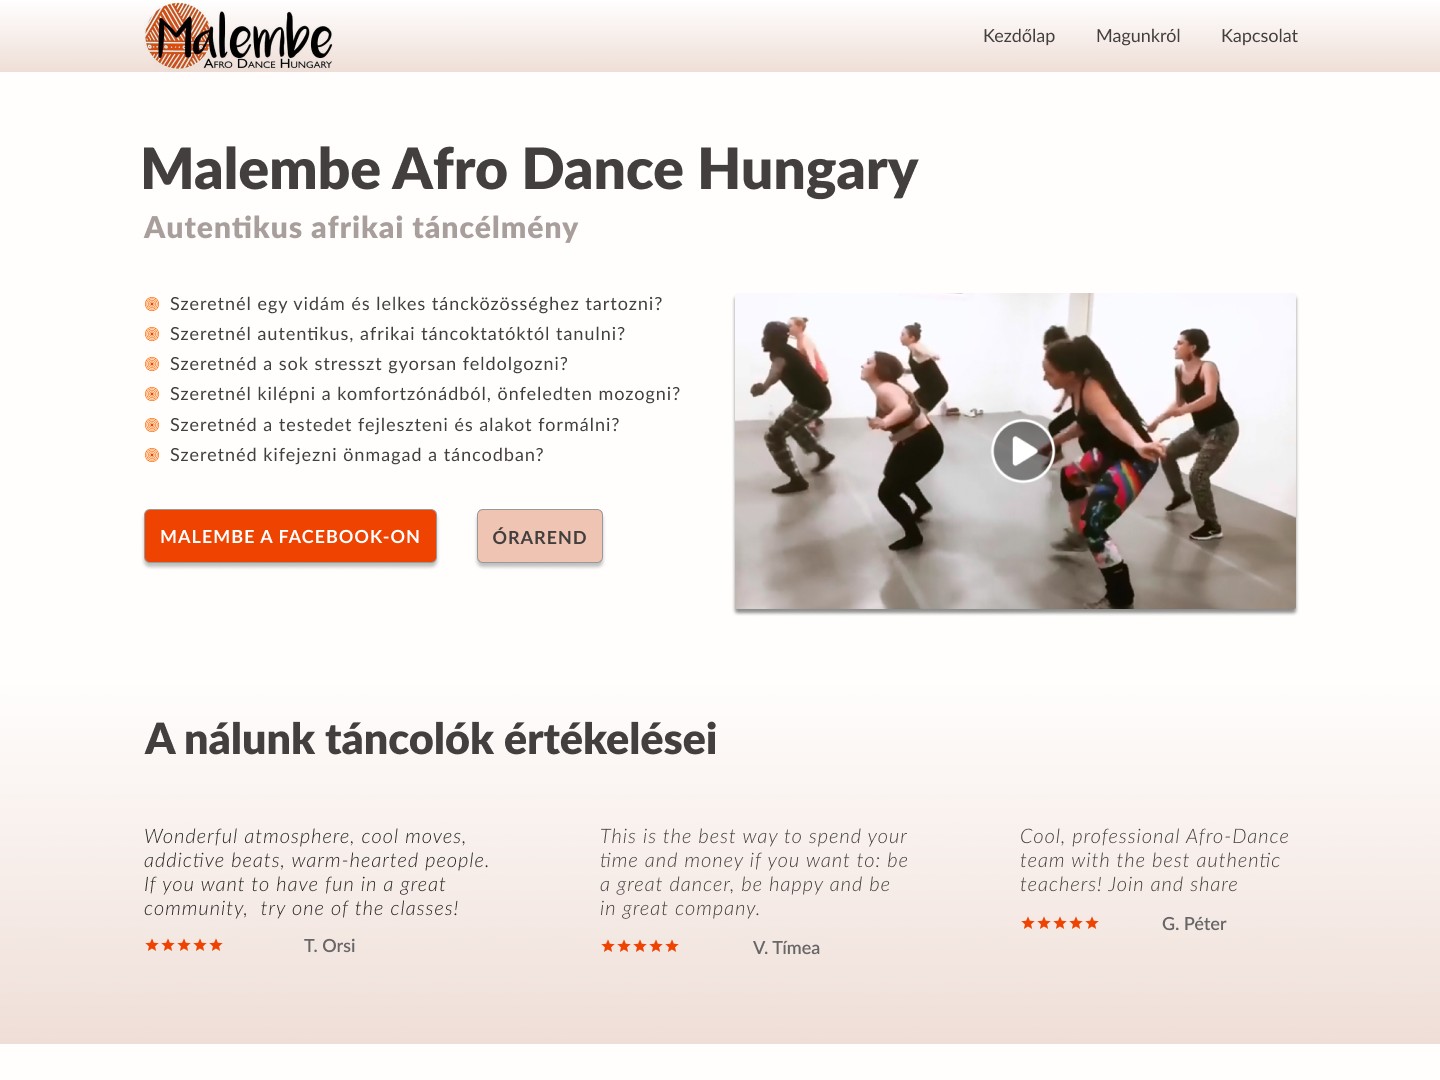 Malembe
AFRO DANCE HUNGARY
Kezdőlap
Magunkról
Kapcsolat
Malembe Afro Dance Hungary
Autentikus afrikai táncélmény
Szeretnél egy vidám és lelkes táncközösséghez tartozni?
Szeretnél autentikus, afrikai táncoktatóktól tanulni?
Szeretnéd a sok stresszt gyorsan feldolgozni?
Szeretnél kilépni a komfortzónádból, önfeledten mozogni?
Szeretnéd a testedet fejleszteni és alakot formálni?
Szeretnéd kifejezni önmagad a táncodban?
MALEMBE A FACEBOOK-ON
ÓRAREND
A nálunk táncolók értékelései
Wonderful atmosphere, cool moves,
addictive beats, warm-hearted people.
If you want to have fun in a great
community,  try one of the classes!
T. Orsi
This is the best way to spend your
time and money if you want to: be
a great dancer, be happy and be
in great company.
V. Tímea
Cool, professional Afro-Dance
team with the best authentic
teachers! Join and share
G. Péter